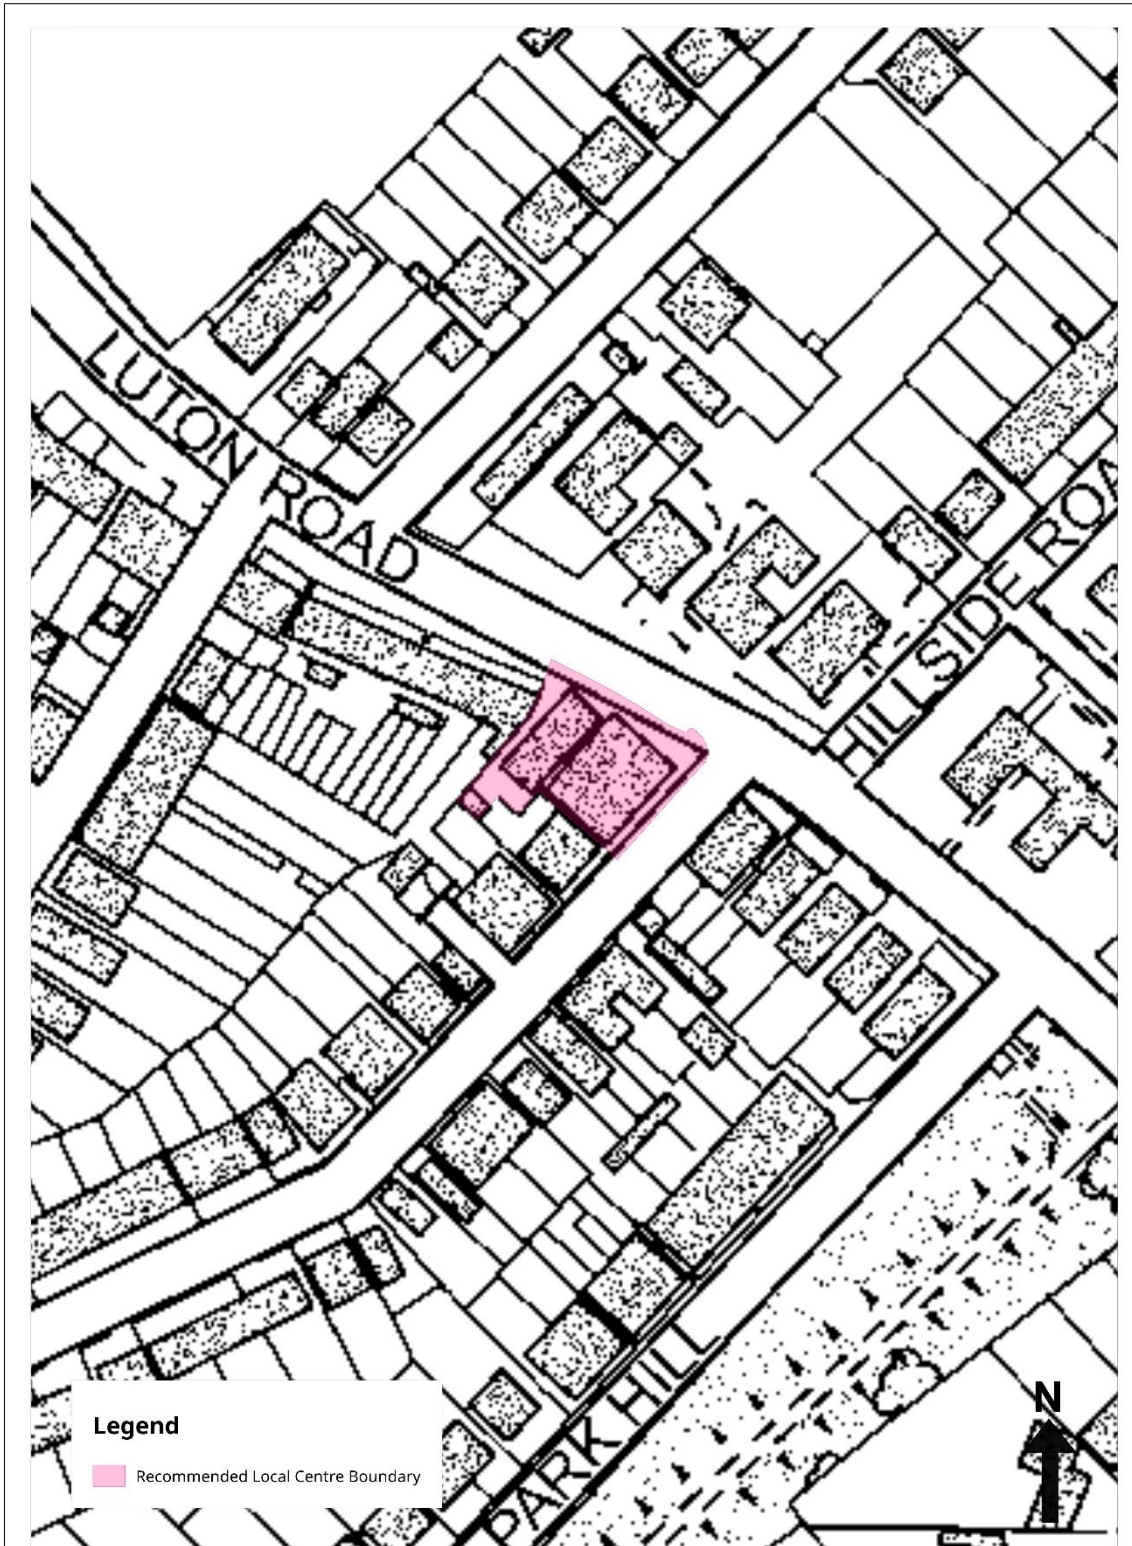 LUTON ROAD
HILLSIDE ROA
PARK HILL
N
Legend
Recommended Local Centre Boundary